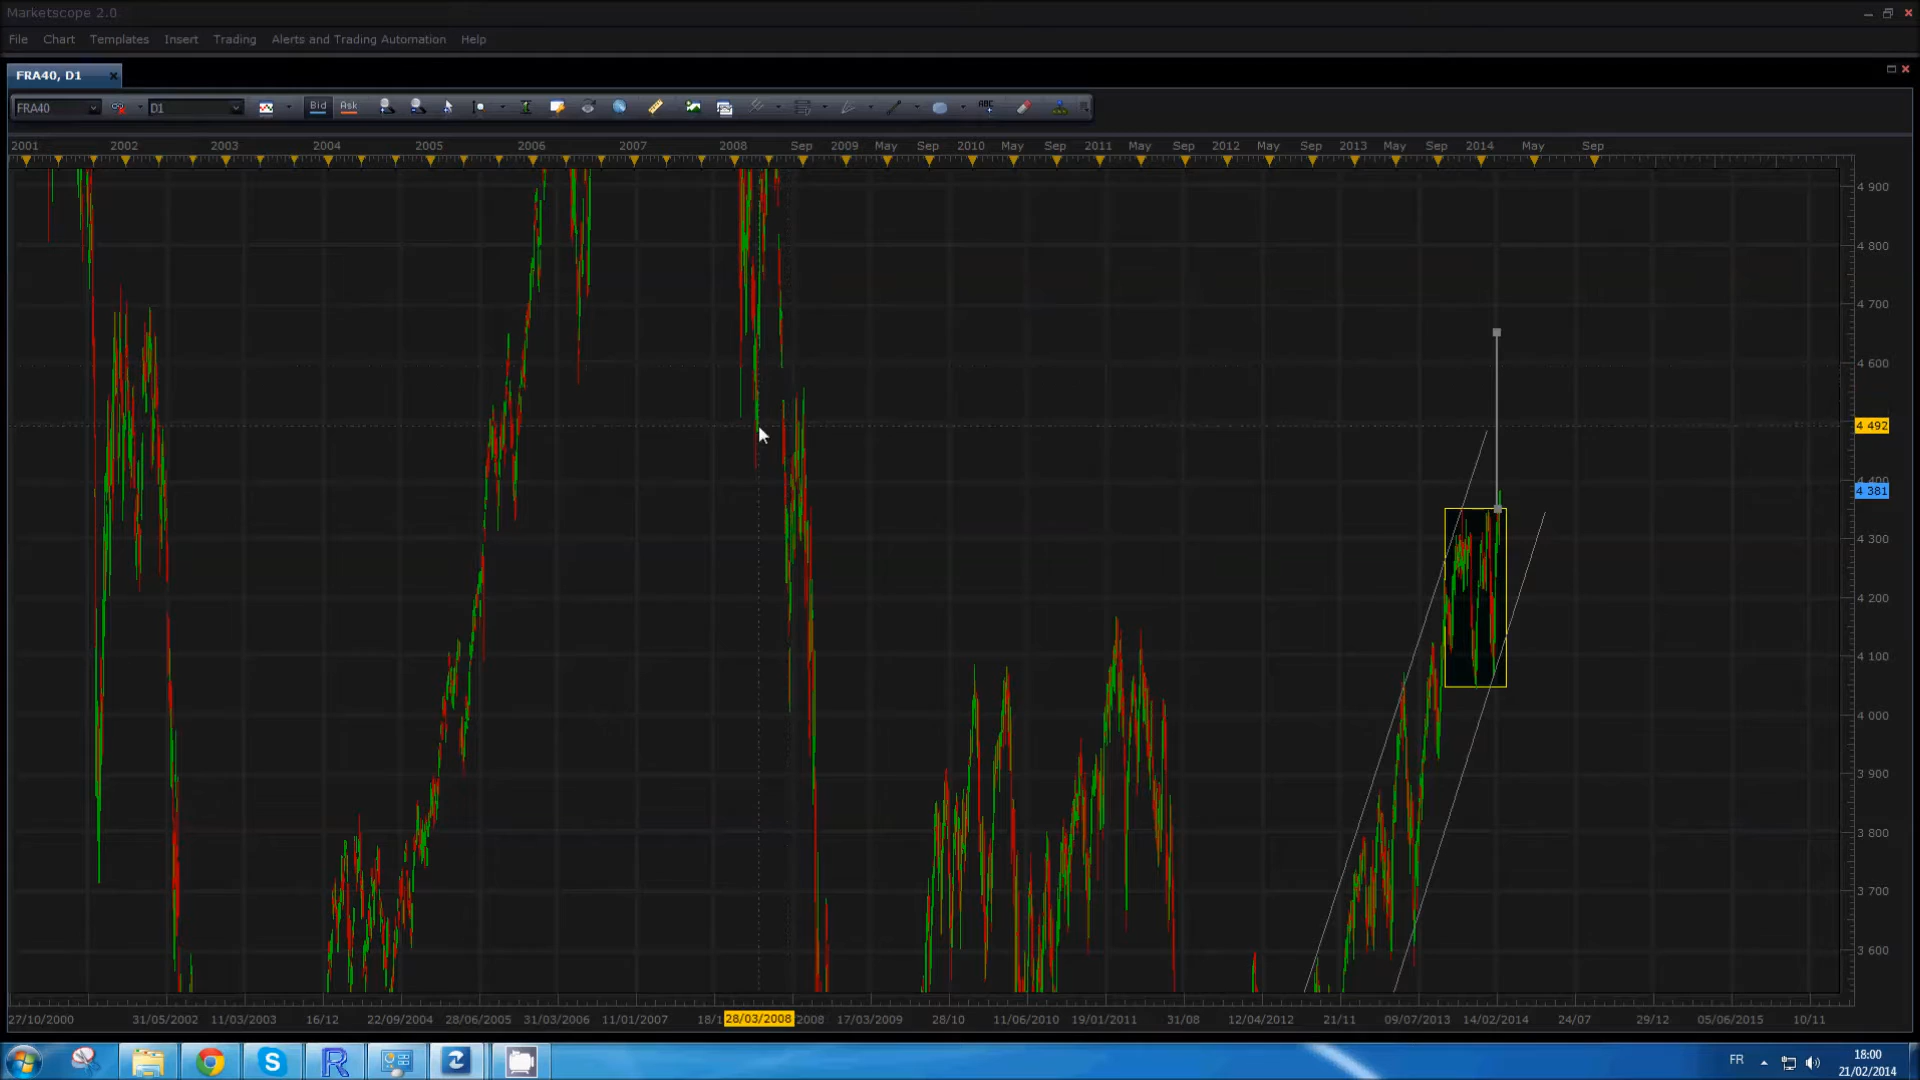 Marketscope 2.0
File Chart Templates Insert Trading Alerts and Trading Automation Help
FRA40, D1
FRA40 D1 Bid Ask ABC
2001 2002 2003 2004 2005 2006 2007 2008 Sep 2009 May Sep 2010 May Sep 2011 May Sep 2012 May Sep 2013 May Sep 2014 May Sep
4 900
4 800
4 700
4 600
4 492
4 381
4 300
4 200
4 100
4 000
3 900
3 800
3 700
3 600
27/10/2000 31/05/2002 11/03/2003 16/12 22/09/2004 28/06/2005 31/03/2006 11/01/2007 18/1 28/03/2008 2008 17/03/2009 28/10 11/06/2010 19/01/2011 31/08 12/04/2012 21/11 09/07/2013 14/02/2014 24/07 29/12 05/06/2015 10/11
FR 18:00
21/02/2014